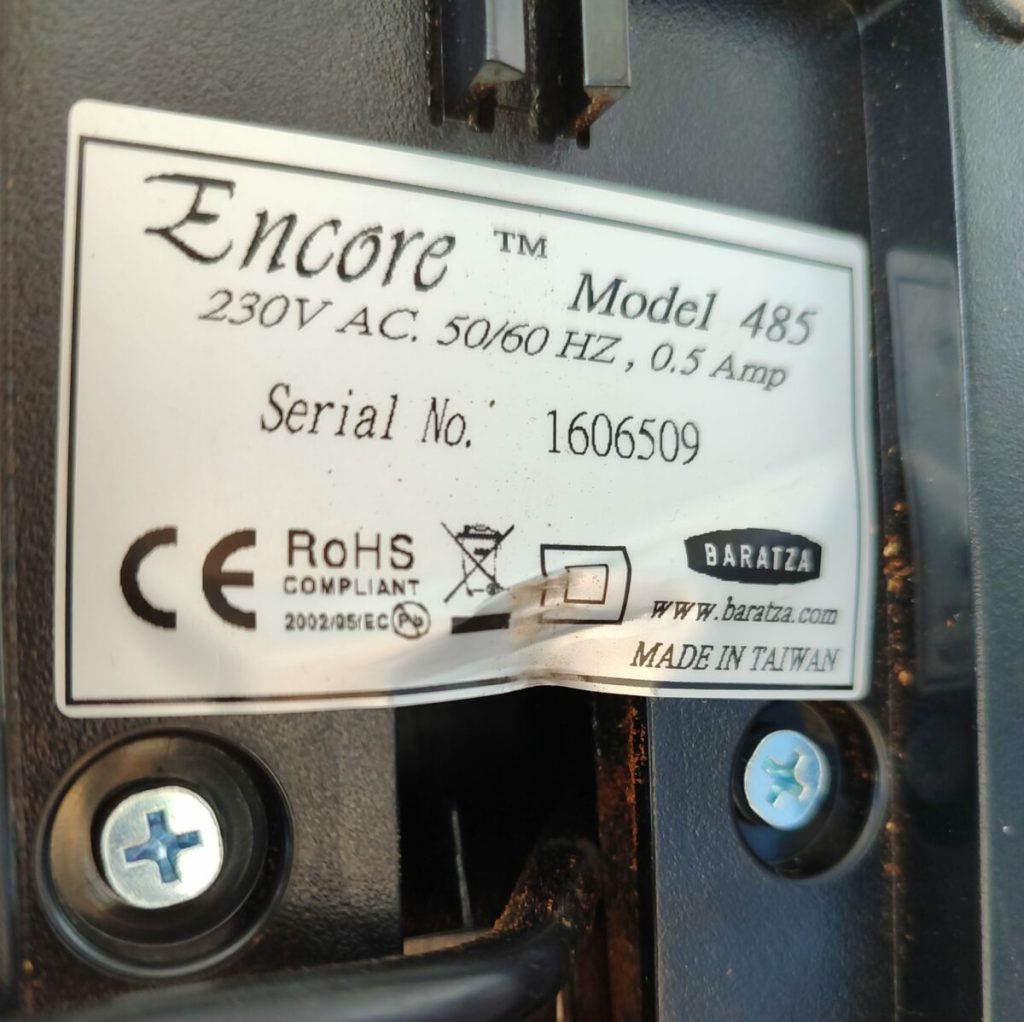 Encore ™
Model 485
230V AC. 50/60 HZ , 0.5 Amp
Serial No. 1606509
CE
RoHS
COMPLIANT
2002/95/EC Pb
BARATZA
www.baratza.com
MADE IN TAIWAN